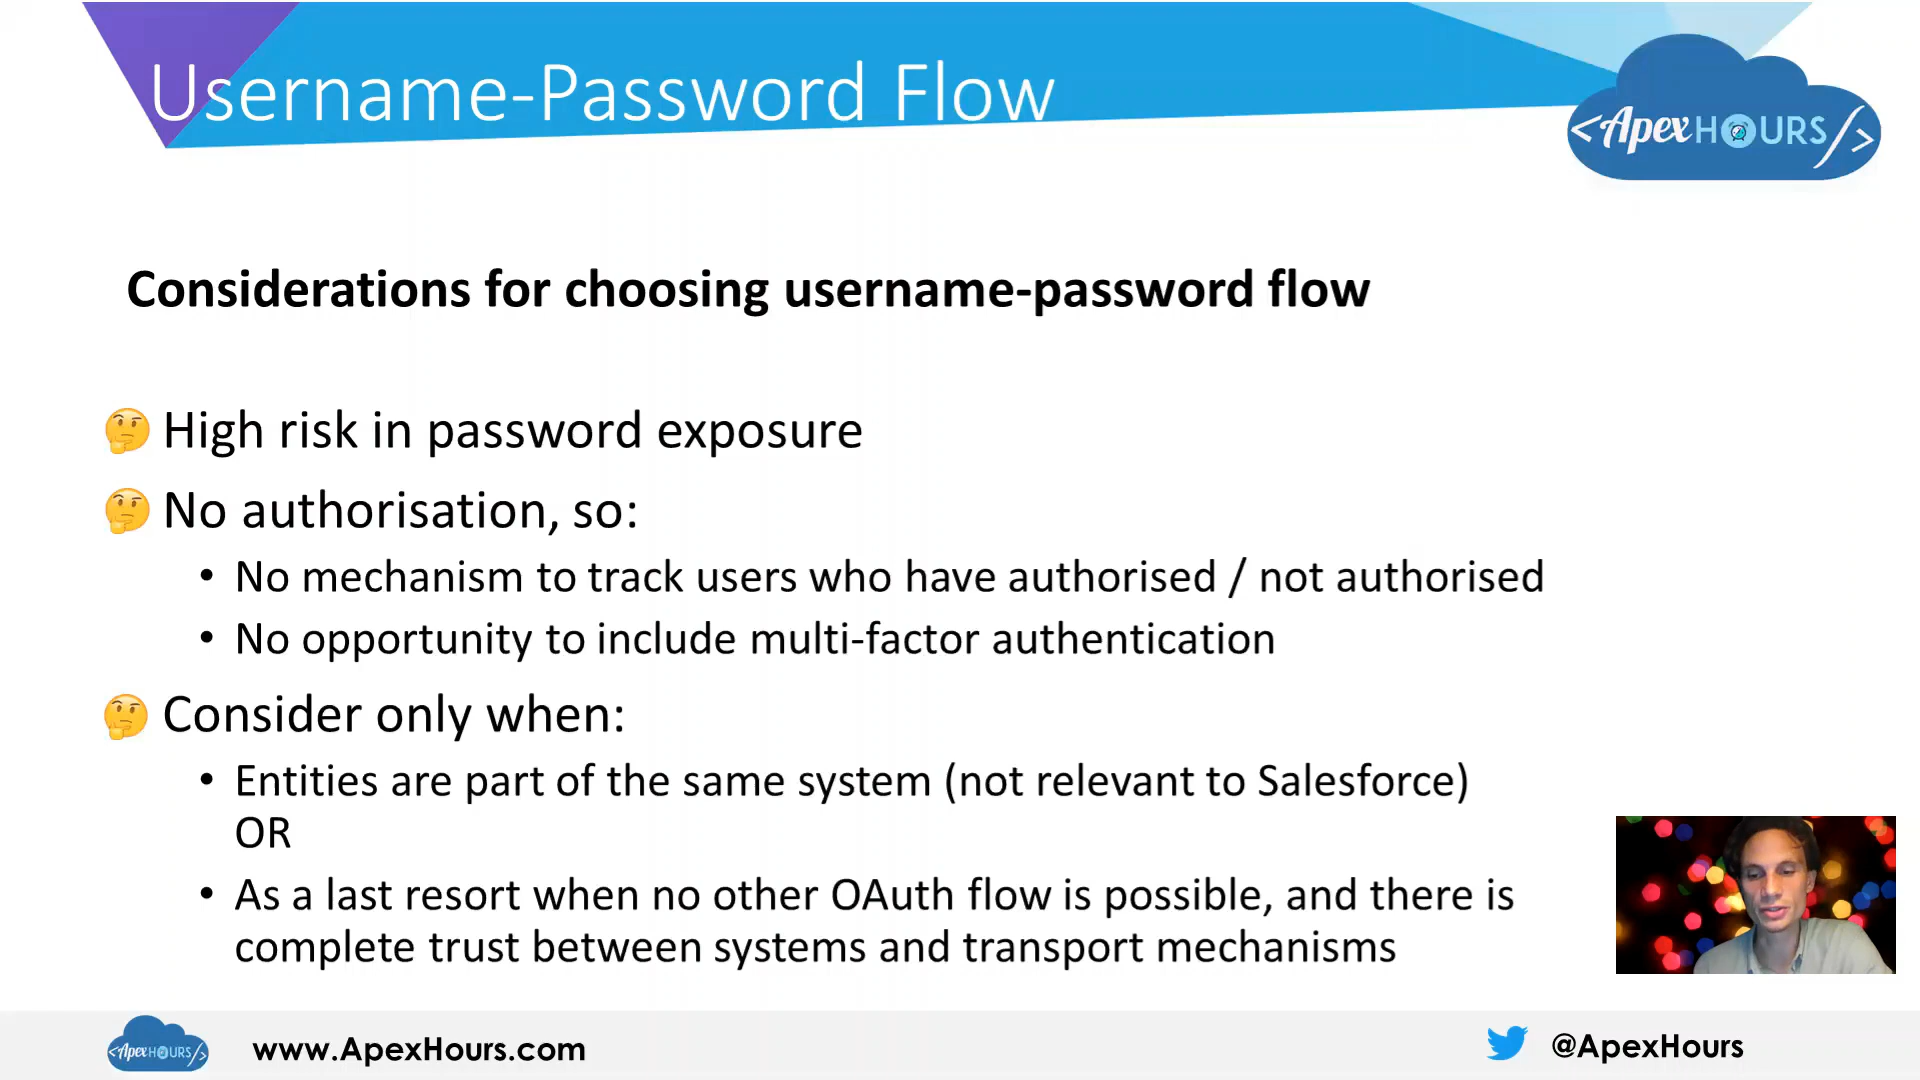 Username-Password Flow
<ApexHOURS/>
Considerations for choosing username-password flow
🤔 High risk in password exposure
🤔 No authorisation, so:
• No mechanism to track users who have authorised / not authorised
• No opportunity to include multi-factor authentication
🤔 Consider only when:
• Entities are part of the same system (not relevant to Salesforce)
OR
• As a last resort when no other OAuth flow is possible, and there is
complete trust between systems and transport mechanisms
<ApexHOURS/>
www.ApexHours.com
@ApexHours